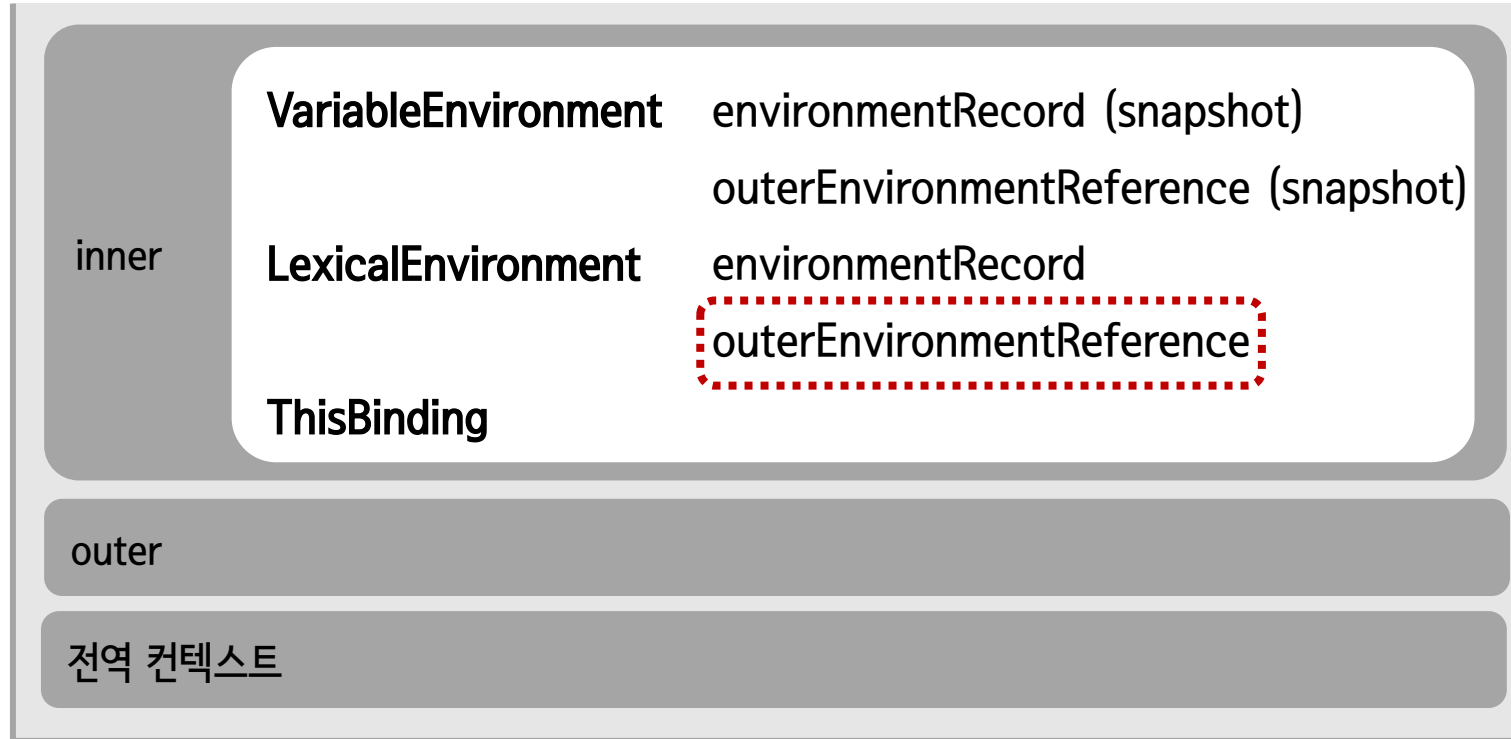 VariableEnvironment environmentRecord (snapshot)
outerEnvironmentReference (snapshot)
inner LexicalEnvironment environmentRecord
outerEnvironmentReference
ThisBinding
outer
전역 컨텍스트